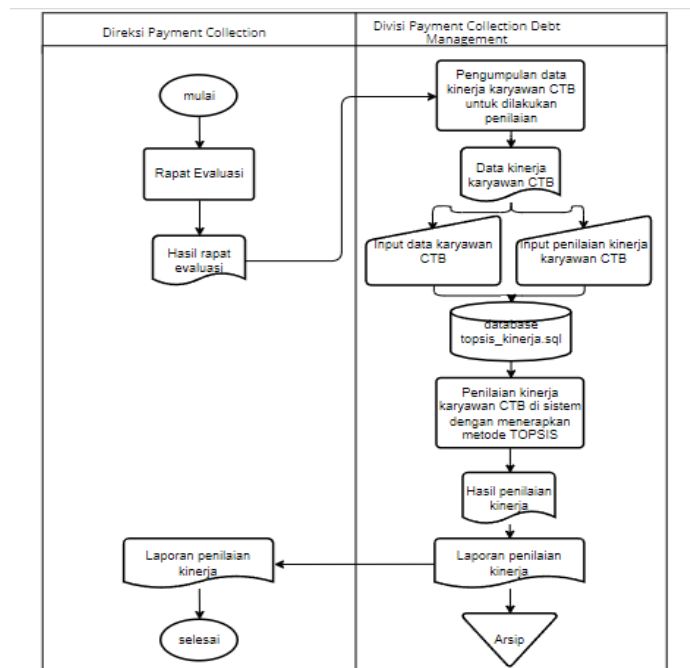 Direksi Payment Collection
Divisi Payment Collection Debt
Management
mulai
Rapat Evaluasi
Hasil rapat
evaluasi
Pengumpulan data
kinerja karyawan CTB
untuk dilakukan
penilaian
Data kinerja
karyawan CTB
Input data karyawan
CTB
Input penilaian kinerja
karyawan CTB
database
topsis_kinerja.sql
Penilaian kinerja
karyawan CTB di sistem
dengan menerapkan
metode TOPSIS
Hasil penilaian
kinerja
Laporan penilaian
kinerja
Laporan penilaian
kinerja
selesai
Arsip